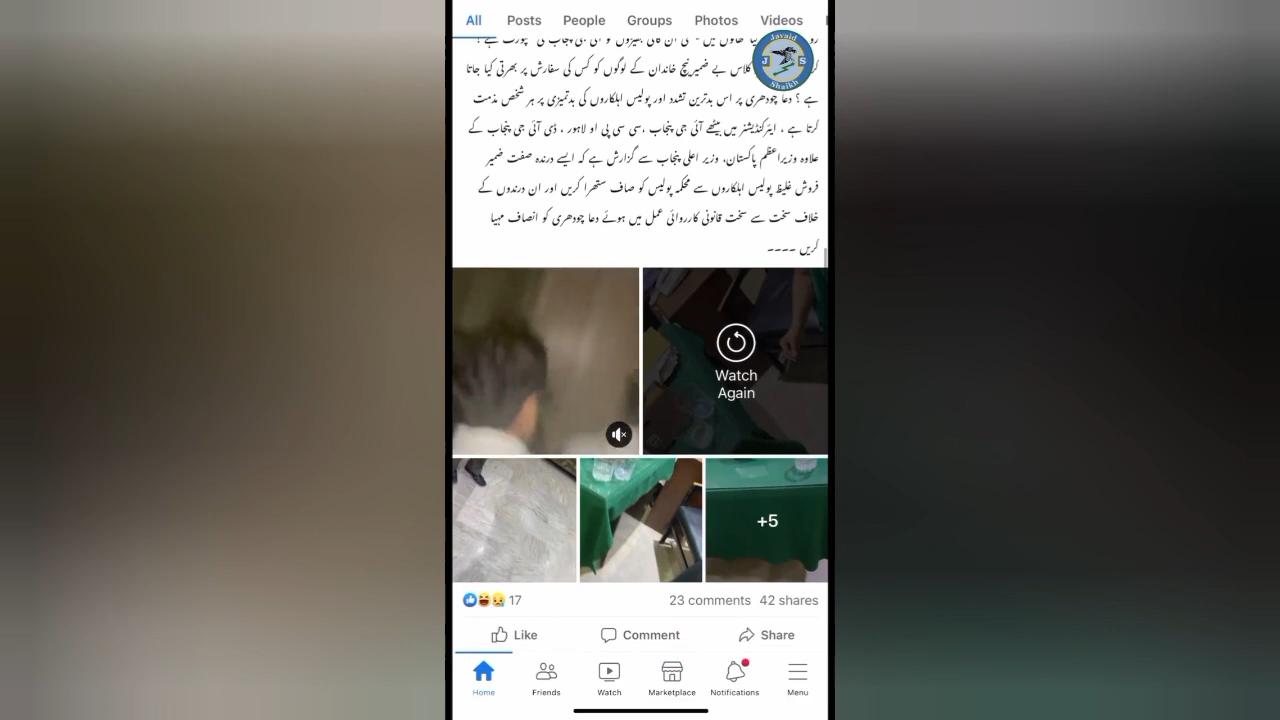 All Posts People Groups Photos Videos
Javaid
J S
Shaikh
کلاس بے ضمیر نیچ خاندان کے لوگوں کو کس کی سفارش پر بھرتی کیا جاتا
ہے ؟ دعا چودھری پر اس بدترین تشدد اور پولیس اہلکاروں کی بدتمیزی پر ہر شخص مذمت
کرتا ہے ، ایئرکنڈیشنر میں بیٹھے آئی جی پنجاب ،سی سی پی او لاہور ، ڈی آئی جی پنجاب کے
علاوہ وزیراعظم پاکستان، وزیر اعلی پنجاب سے گزارش ہے کہ ایسے درندہ صفت ضمیر
فروش غلیظ پولیس اہلکاروں سے محکمہ پولیس کو صاف ستھرا کریں اور ان درندوں کے
خلاف سخت سے سخت قانونی کارروائی عمل میں ہوئے دعا چودھری کو انصاف مہیا
کریں ۔۔۔۔
Watch
Again
+5
17 23 comments 42 shares
Like Comment Share
Home Friends Watch Marketplace Notifications Menu